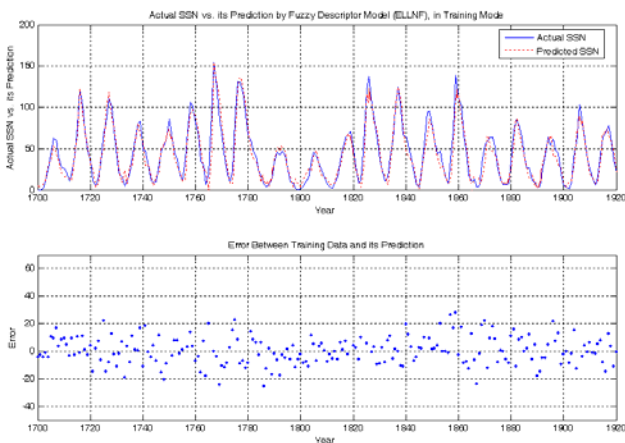 Actual SSN vs. its Prediction by Fuzzy Descriptor Model (ELLNF), in Training Mode
Actual SSN
Predicted SSN
Actual SSN vs. its Prediction
200
150
100
50
0
1700 1720 1740 1760 1780 1800 1820 1840 1860 1880 1900 1920
Year
Error Between Training Data and its Prediction
Error
60
40
20
0
-20
-40
1700 1720 1740 1760 1780 1800 1820 1840 1860 1880 1900 1920
Year